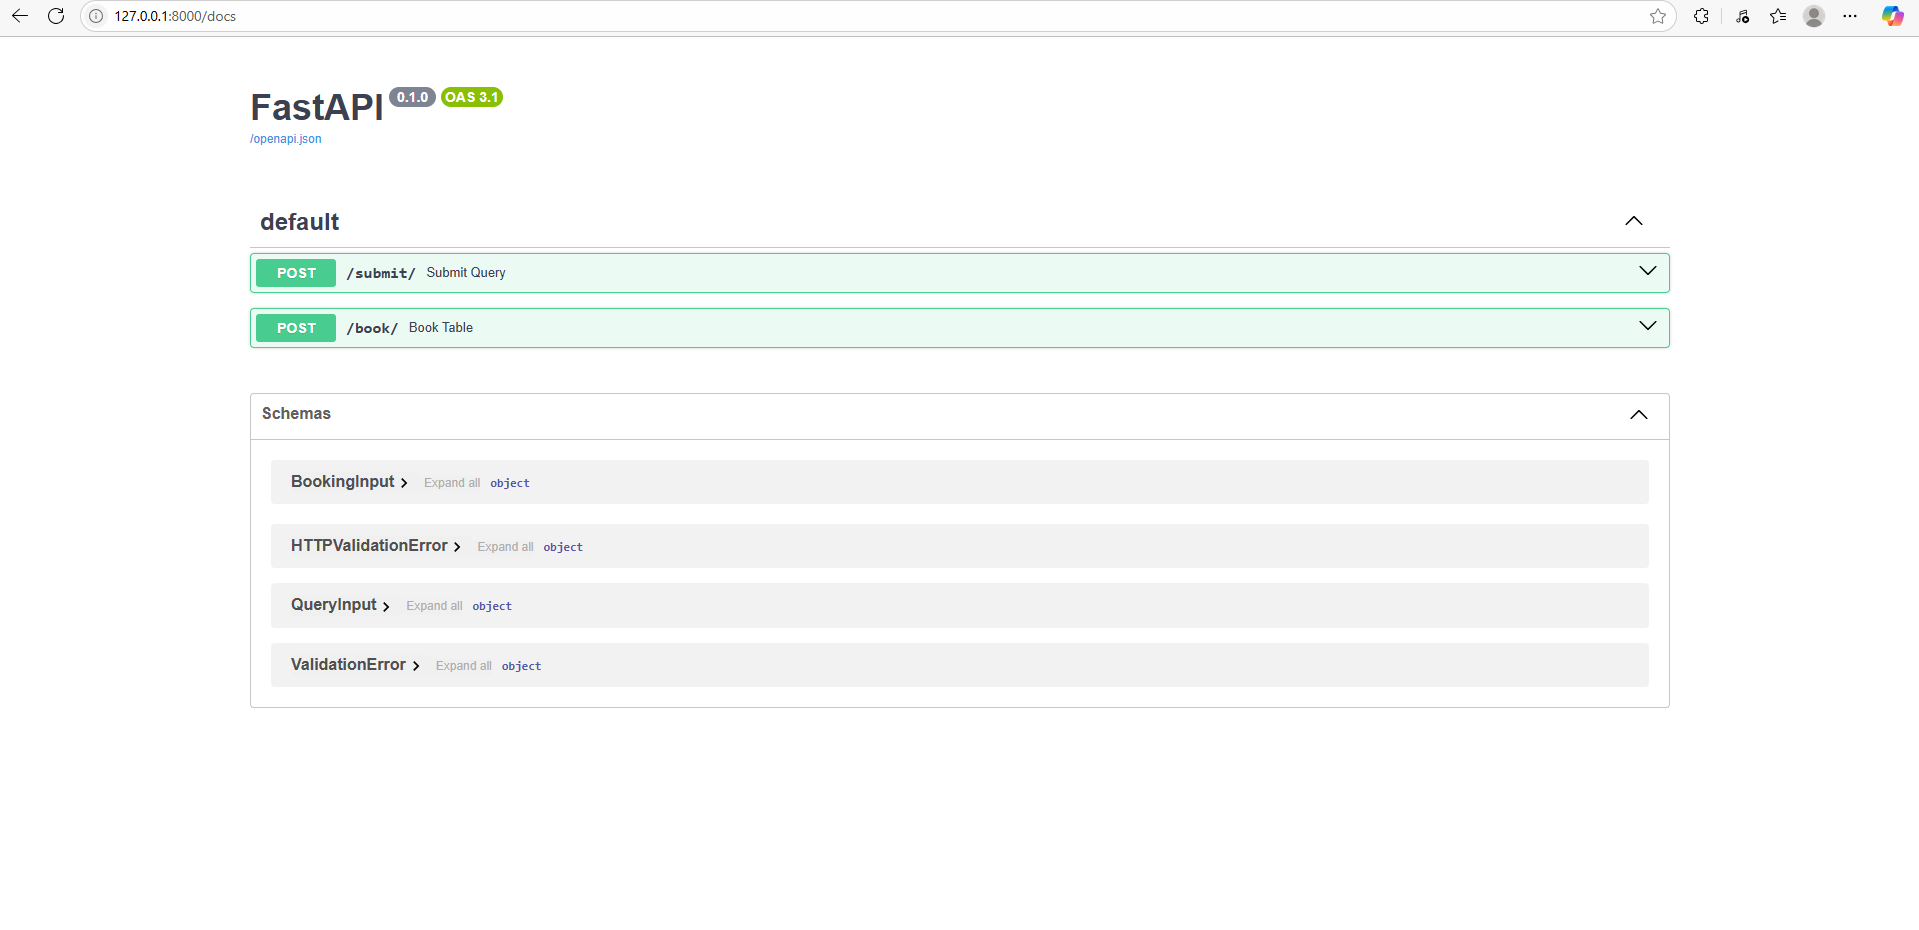 127.0.0.1:8000/docs
FastAPI 0.1.0 OAS 3.1
/openapi.json
default
POST /submit/ Submit Query
POST /book/ Book Table
Schemas
BookingInput Expand all object
HTTPValidationError Expand all object
QueryInput Expand all object
ValidationError Expand all object